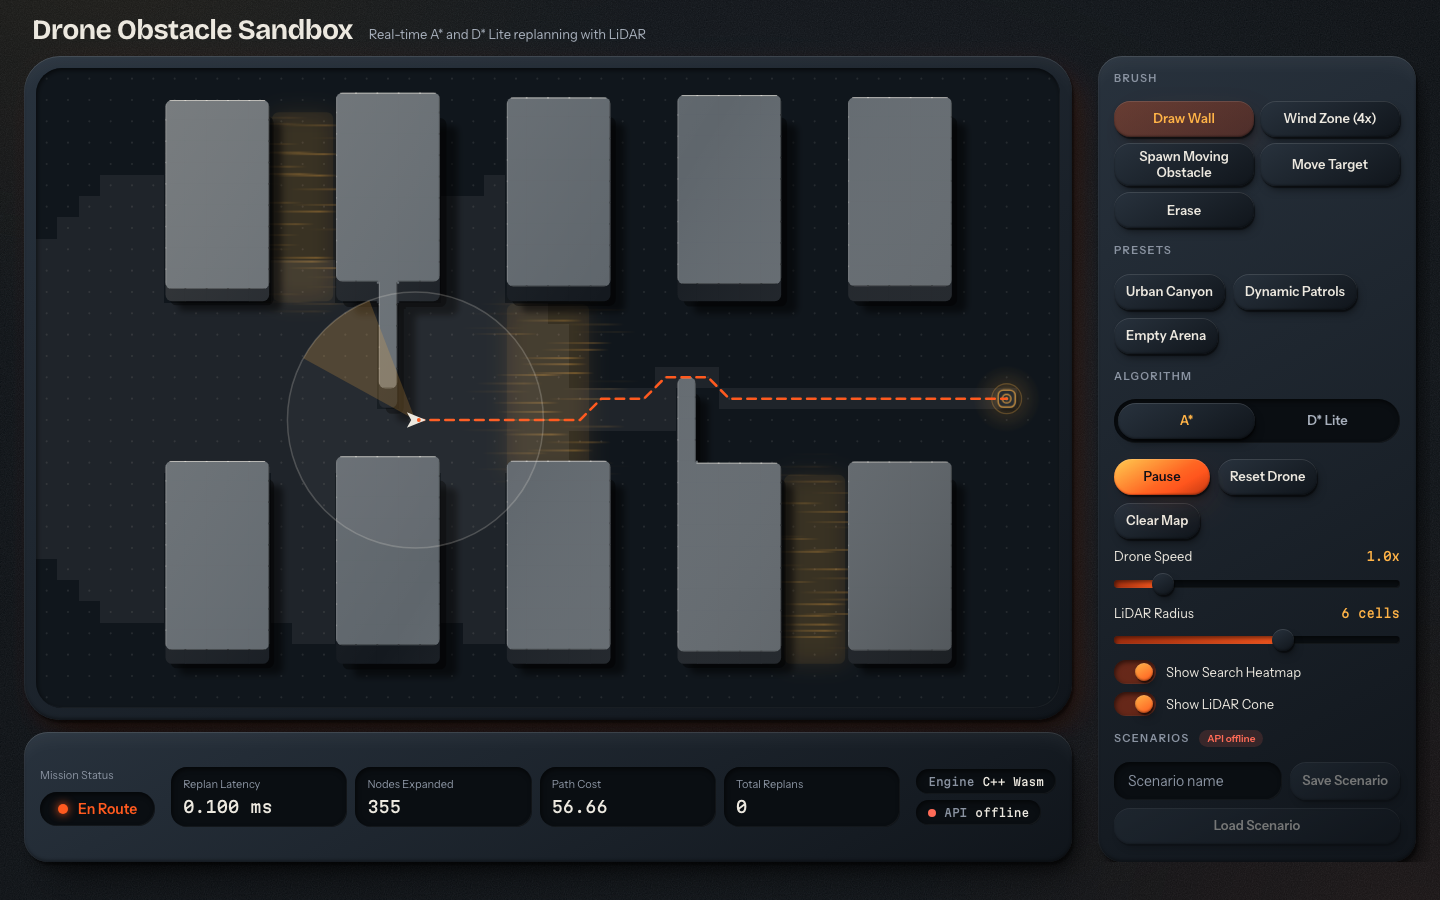 Drone Obstacle Sandbox
Real-time A* and D* Lite replanning with LiDAR
BRUSH
Draw Wall
Wind Zone (4x)
Spawn Moving
Obstacle
Move Target
Erase
PRESETS
Urban Canyon
Dynamic Patrols
Empty Arena
ALGORITHM
A*
D* Lite
Pause
Reset Drone
Clear Map
Drone Speed
1.0x
LiDAR Radius
6 cells
Show Search Heatmap
Show LiDAR Cone
SCENARIOS
API offline
Scenario name
Save Scenario
Load Scenario
Mission Status
En Route
Replan Latency
0.100 ms
Nodes Expanded
355
Path Cost
56.66
Total Replans
0
Engine C++ Wasm
API offline